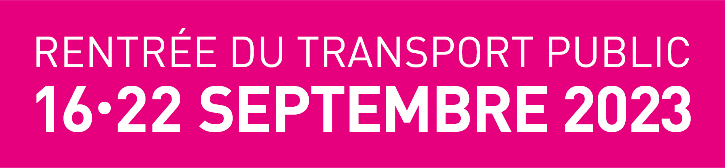 RENTRÉE DU TRANSPORT PUBLIC
16•22 SEPTEMBRE 2023